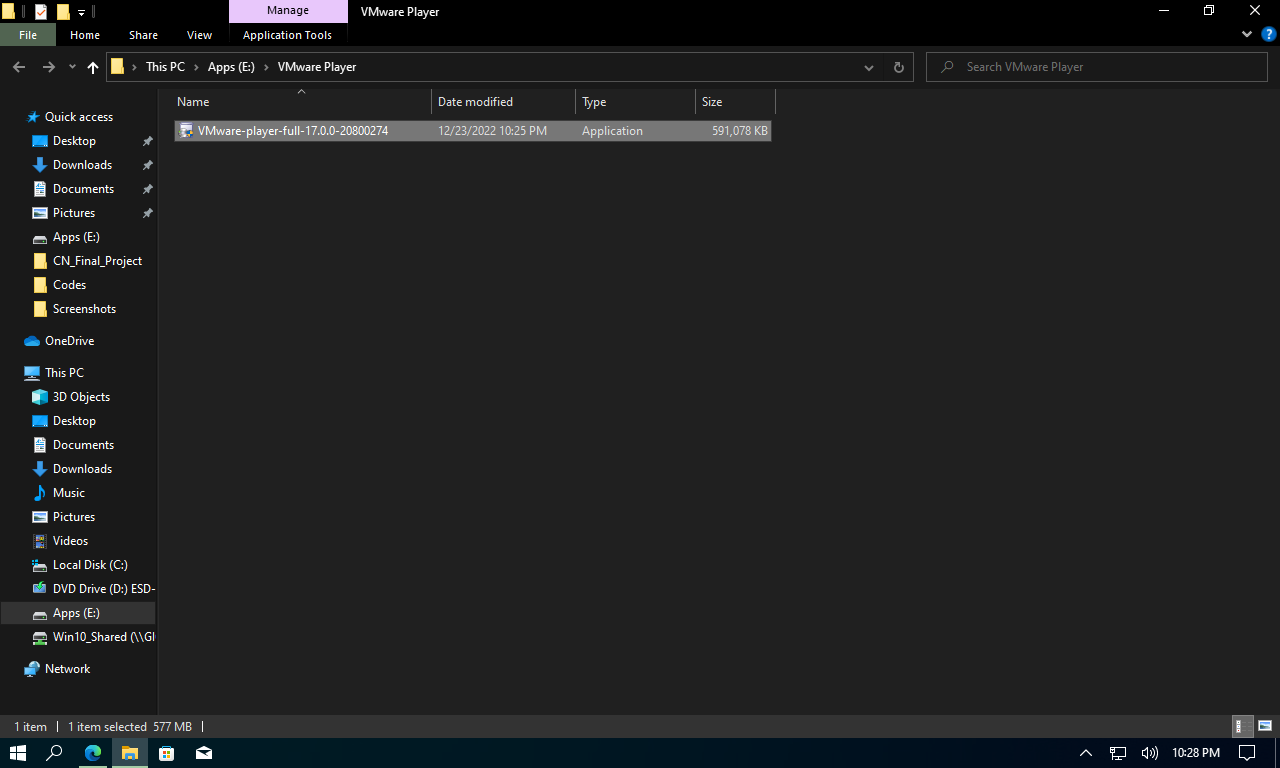 Manage
VMware Player
File
Home
Share
View
Application Tools
This PC
Apps (E:)
VMware Player
Search VMware Player
Name
Date modified
Type
Size
VMware-player-full-17.0.0-20800274
12/23/2022 10:25 PM
Application
591,078 KB
Quick access
Desktop
Downloads
Documents
Pictures
Apps (E:)
CN_Final_Project
Codes
Screenshots
OneDrive
This PC
3D Objects
Desktop
Documents
Downloads
Music
Pictures
Videos
Local Disk (C:)
DVD Drive (D:) ESD-
Apps (E:)
Win10_Shared (\\Gl
Network
1 item
1 item selected 577 MB
10:28 PM